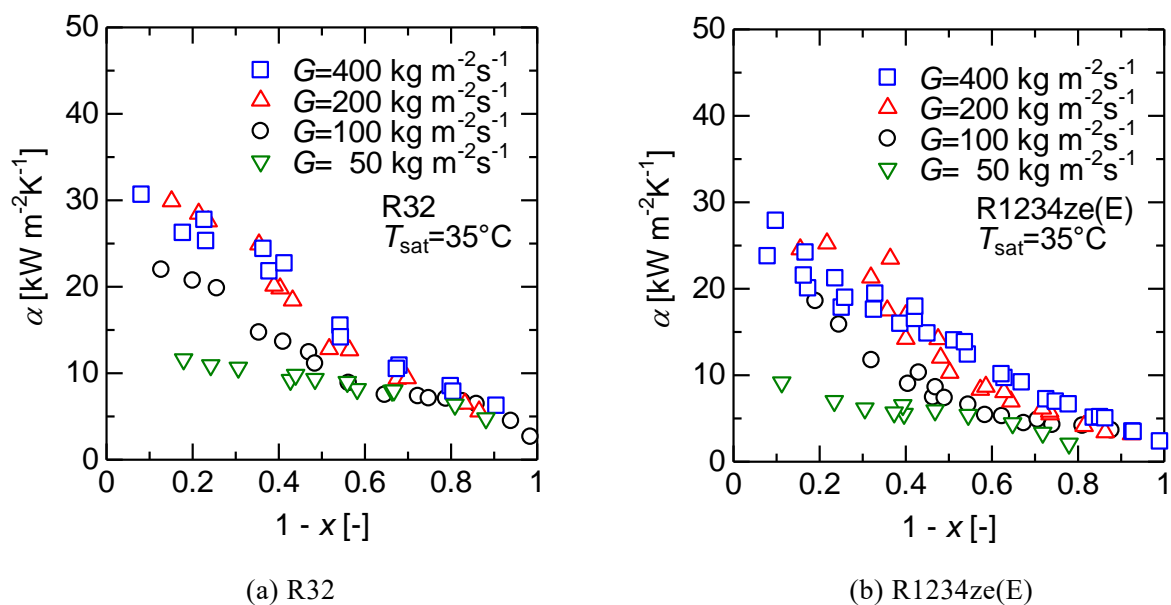 50
40
30
20
10
0
α [kW m-2K-1]
G=400 kg m-2s-1
G=200 kg m-2s-1
G=100 kg m-2s-1
G= 50 kg m-2s-1
R32
Tsat=35°C
0 0.2 0.4 0.6 0.8 1
1 - x [-]
(a) R32
50
40
30
20
10
0
α [kW m-2K-1]
G=400 kg m-2s-1
G=200 kg m-2s-1
G=100 kg m-2s-1
G= 50 kg m-2s-1
R1234ze(E)
Tsat=35°C
0 0.2 0.4 0.6 0.8 1
1 - x [-]
(b) R1234ze(E)